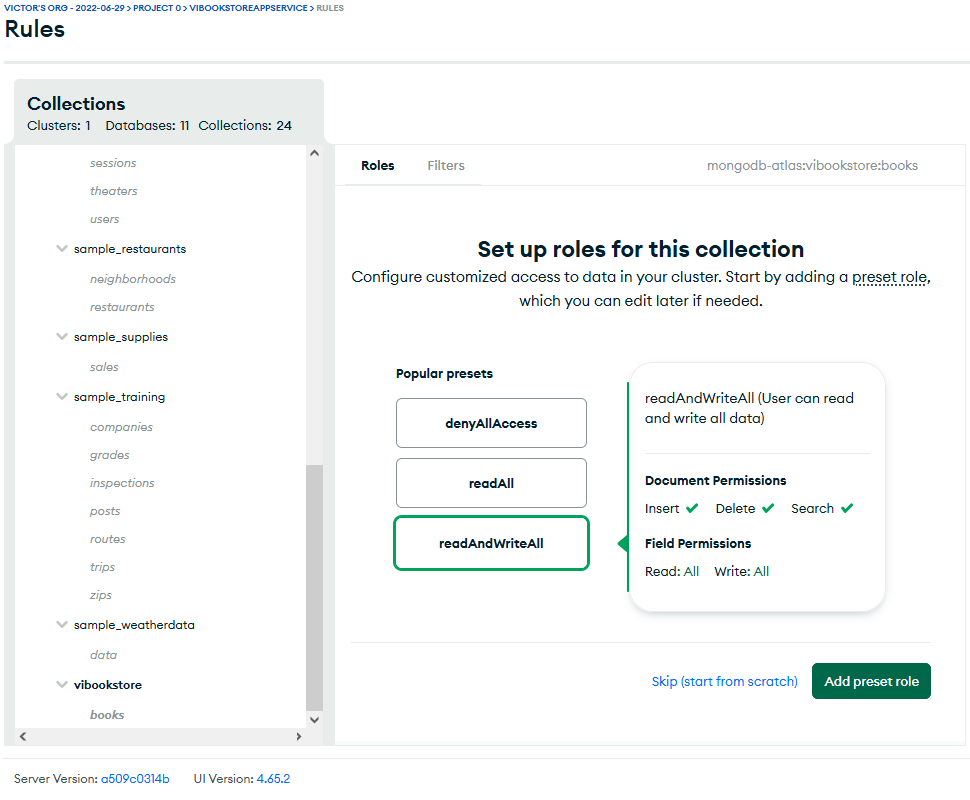 VICTOR'S ORG - 2022-06-29 > PROJECT 0 > VIBOOKSTOREAPPSERVICE > RULES
Rules
Collections
Clusters: 1 Databases: 11 Collections: 24
sessions
theaters
users
sample_restaurants
neighborhoods
restaurants
sample_supplies
sales
sample_training
companies
grades
inspections
posts
routes
trips
zips
sample_weatherdata
data
vibookstore
books
Roles Filters mongodb-atlas:vibookstore:books
Set up roles for this collection
Configure customized access to data in your cluster. Start by adding a preset role,
which you can edit later if needed.
Popular presets
denyAllAccess
readAll
readAndWriteAll
readAndWriteAll (User can read
and write all data)
Document Permissions
Insert Delete Search
Field Permissions
Read: All Write: All
Skip (start from scratch) Add preset role
Server Version: a509c0314b UI Version: 4.65.2